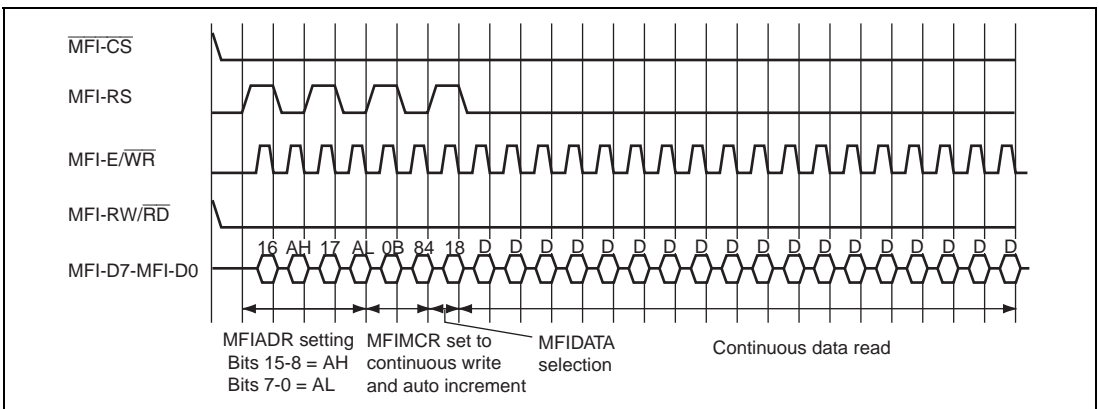 MFI-CS
MFI-RS
MFI-E/WR
MFI-RW/RD
16 AH 17 AL 0B 84 18 D D D D D D D D D D D D D D D D D D
MFI-D7-MFI-D0
MFIADR setting
Bits 15-8 = AH
Bits 7-0 = AL
MFIMCR set to
continuous write
and auto increment
MFIDATA
selection
Continuous data read